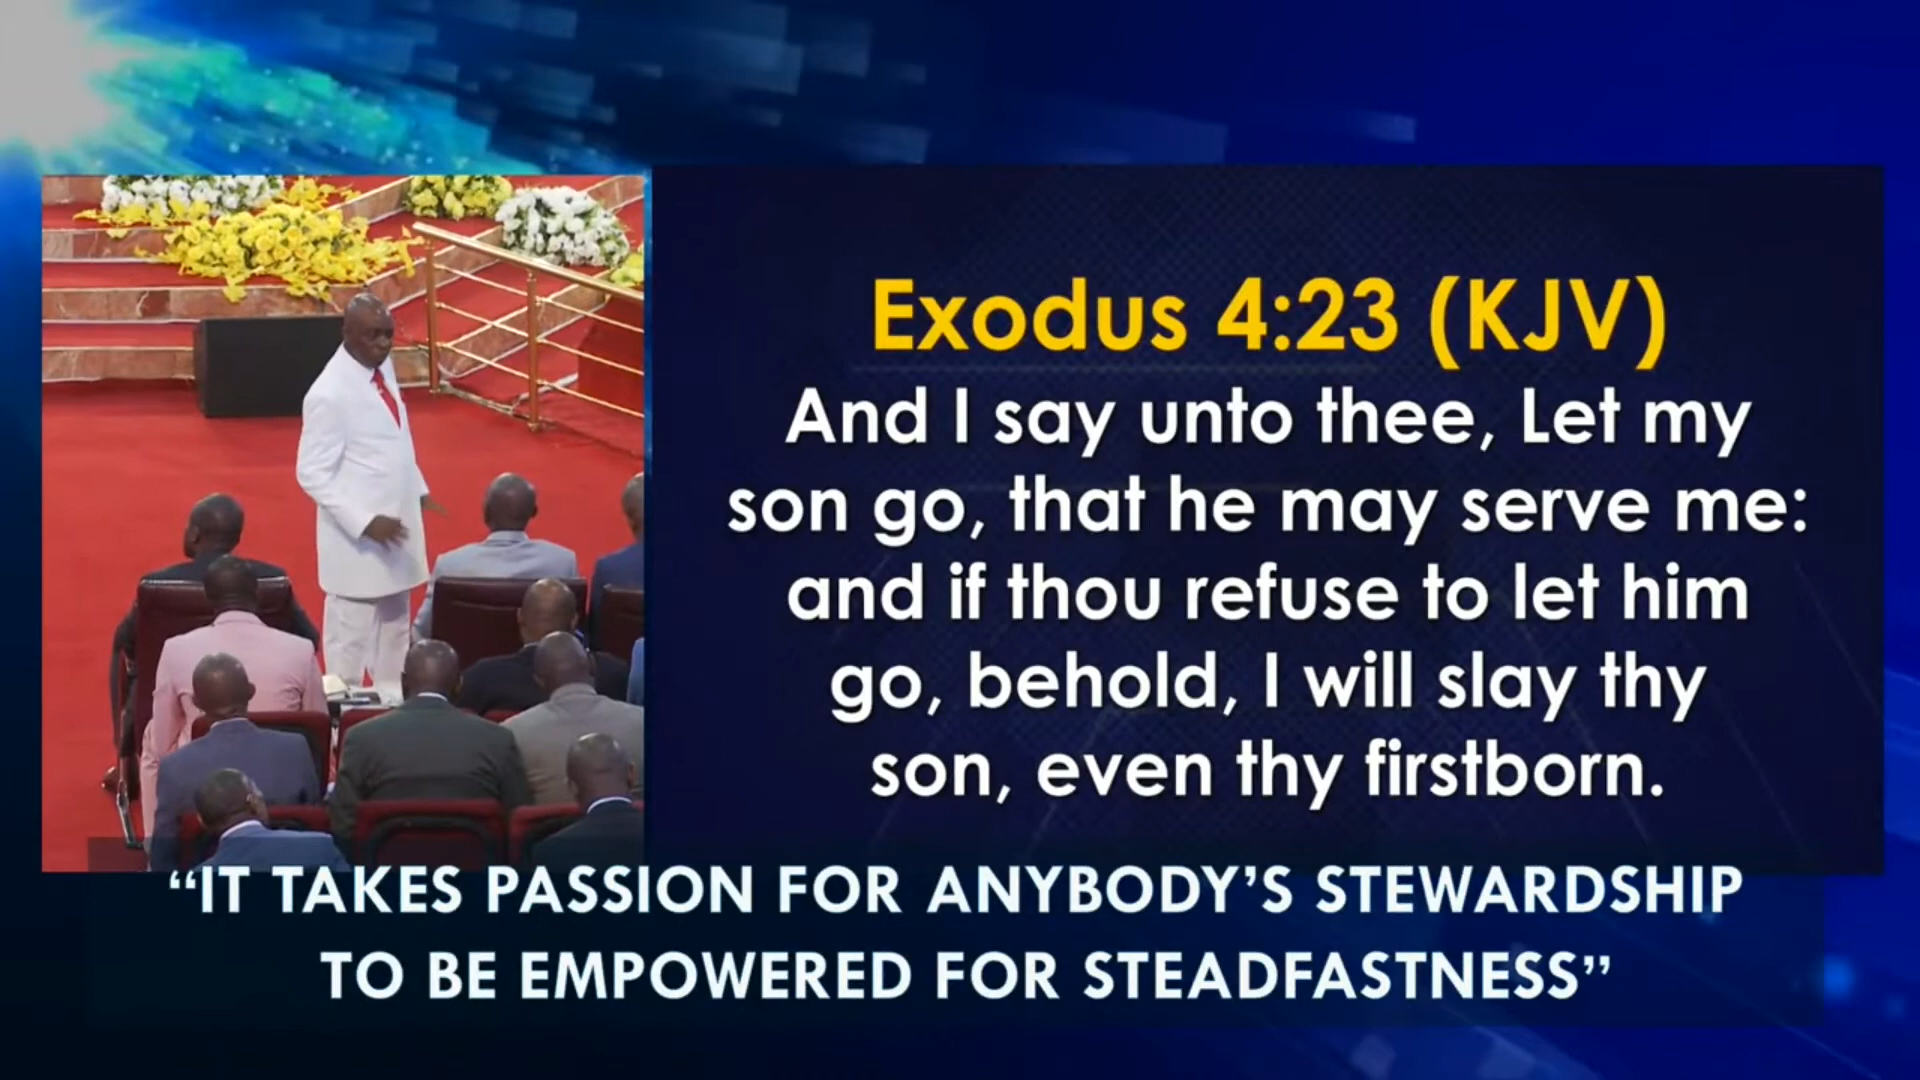 Exodus 4:23 (KJV)
And I say unto thee, Let my
son go, that he may serve me:
and if thou refuse to let him
go, behold, I will slay thy
son, even thy firstborn.
“IT TAKES PASSION FOR ANYBODY’S STEWARDSHIP
TO BE EMPOWERED FOR STEADFASTNESS”